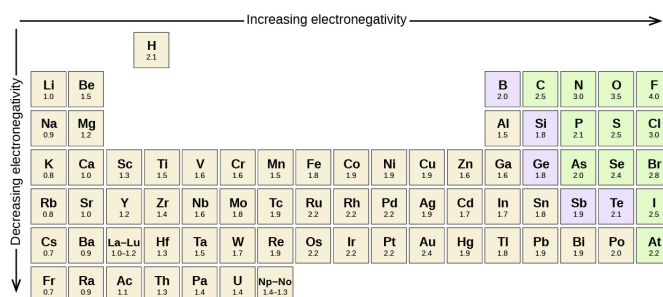 Increasing electronegativity
Decreasing electronegativity
H
2.1
Li Be B C N O F
1.0 1.5 2.0 2.5 3.0 3.5 4.0
Na Mg Al Si P S Cl
0.9 1.2 1.5 1.8 2.1 2.5 3.0
K Ca Sc Ti V Cr Mn Fe Co Ni Cu Zn Ga Ge As Se Br
0.8 1.0 1.3 1.5 1.6 1.6 1.5 1.8 1.9 1.9 1.9 1.6 1.6 1.8 2.0 2.4 2.8
Rb Sr Y Zr Nb Mo Tc Ru Rh Pd Ag Cd In Sn Sb Te I
0.8 1.0 1.2 1.4 1.6 1.8 1.9 2.2 2.2 2.2 1.9 1.7 1.7 1.8 1.9 2.1 2.5
Cs Ba La–Lu Hf Ta W Re Os Ir Pt Au Hg Tl Pb Bi Po At
0.7 0.9 1.0–1.2 1.3 1.5 1.7 1.9 2.2 2.2 2.2 2.4 1.9 1.8 1.9 1.9 2.0 2.2
Fr Ra Ac Th Pa U Np–No
0.7 0.9 1.1 1.3 1.4 1.4 1.4–1.3